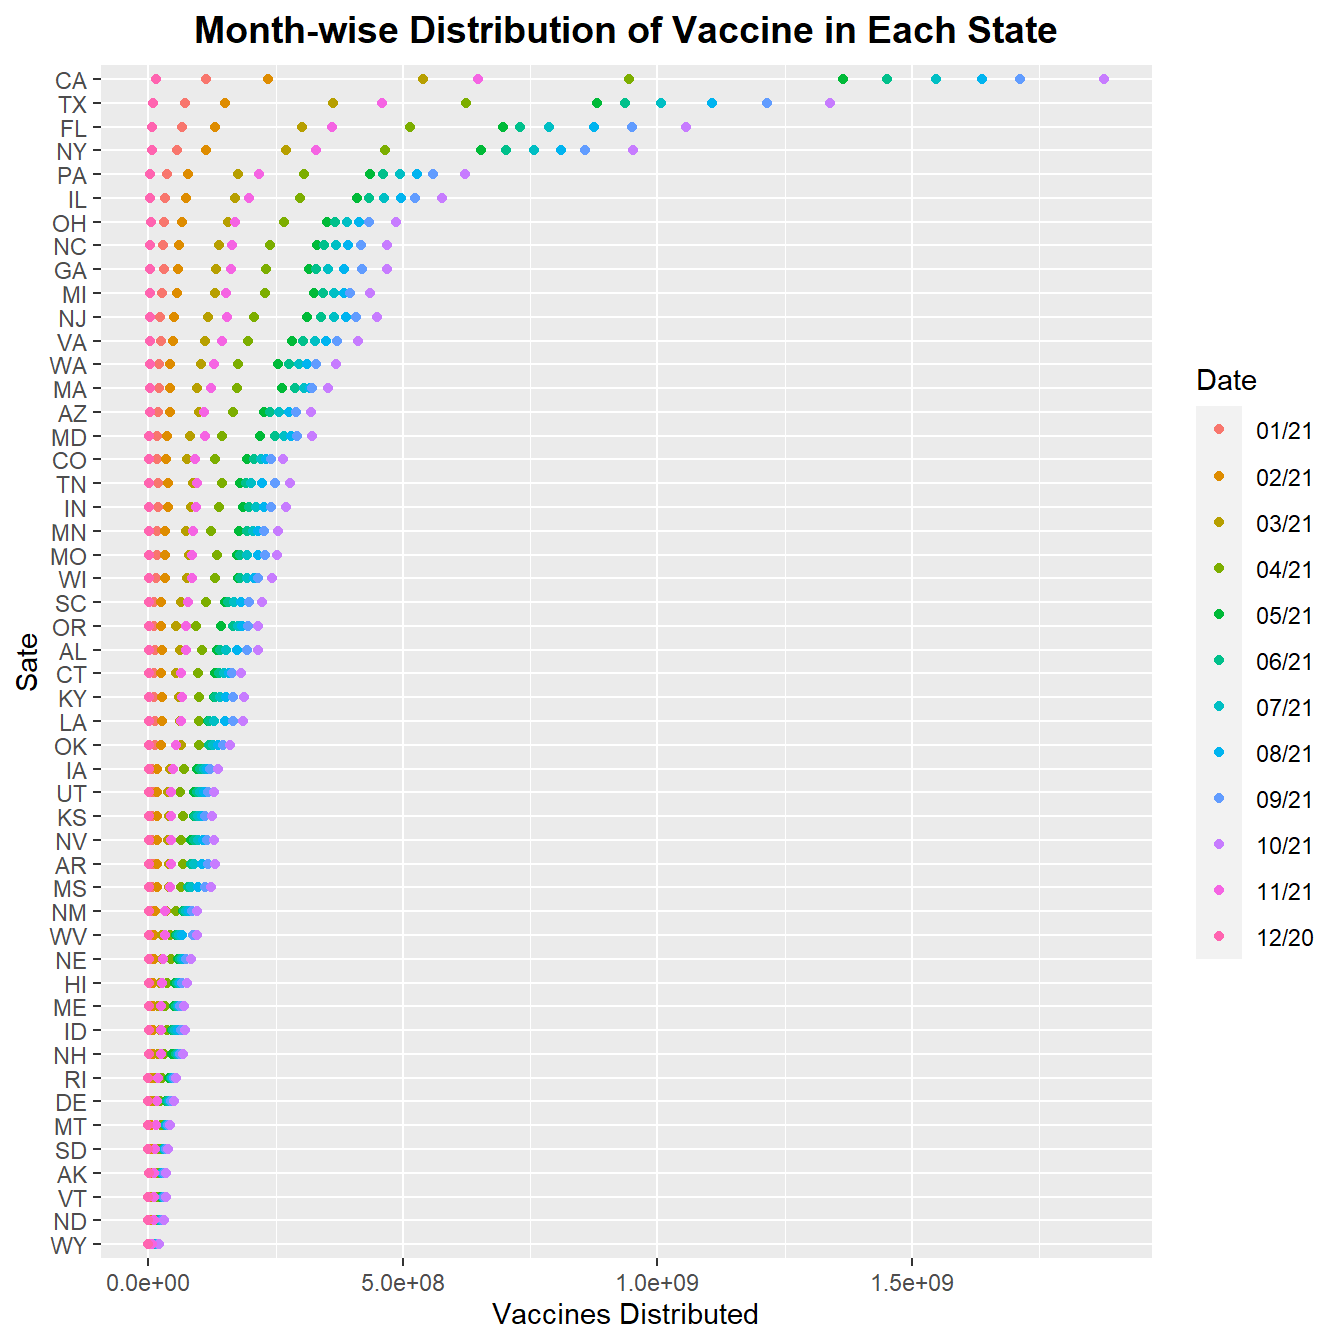 Month-wise Distribution of Vaccine in Each State
CA
TX
FL
NY
PA
IL
OH
NC
GA
MI
NJ
VA
WA
MA
AZ
MD
CO
TN
IN
MN
MO
WI
SC
OR
AL
CT
KY
LA
OK
IA
UT
KS
NV
AR
MS
NM
WV
NE
HI
ME
ID
NH
RI
DE
MT
SD
AK
VT
ND
WY
Sate
0.0e+00 5.0e+08 1.0e+09 1.5e+09
Vaccines Distributed
Date
01/21
02/21
03/21
04/21
05/21
06/21
07/21
08/21
09/21
10/21
11/21
12/20